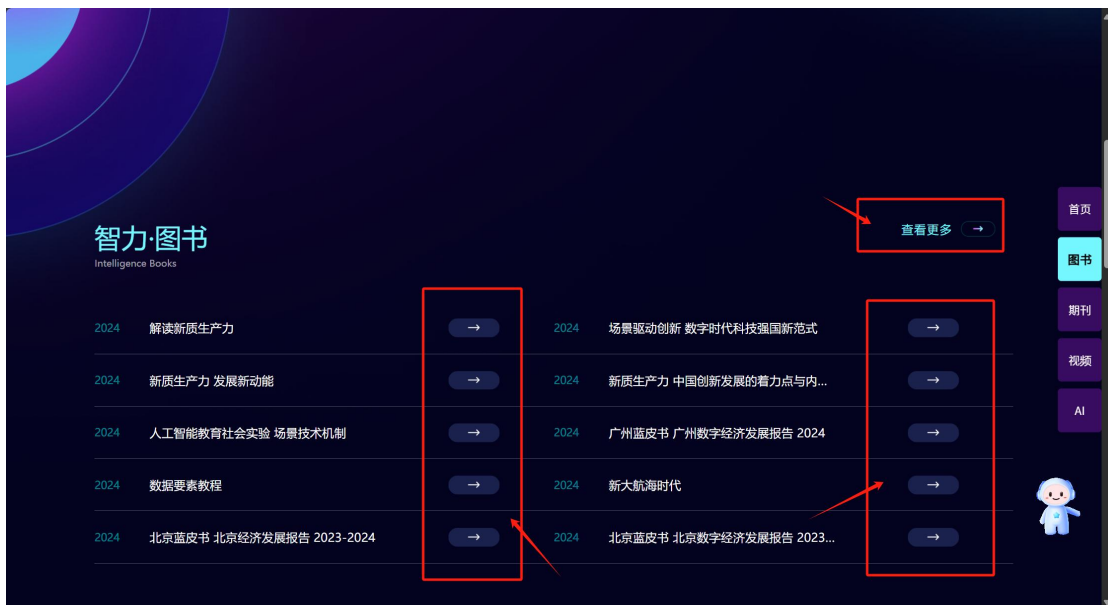 智力·图书
Intelligence Books
查看更多 →
2024 解读新质生产力 →
2024 场景驱动创新 数字时代科技强国新范式 →
2024 新质生产力 发展新动能 →
2024 新质生产力 中国创新发展的着力点与内... →
2024 人工智能教育社会实验 场景技术机制 →
2024 广州蓝皮书 广州数字经济发展报告 2024 →
2024 数据要素教程 →
2024 新大航海时代 →
2024 北京蓝皮书 北京经济发展报告 2023-2024 →
2024 北京蓝皮书 北京数字经济发展报告 2023... →
首页
图书
期刊
视频
AI